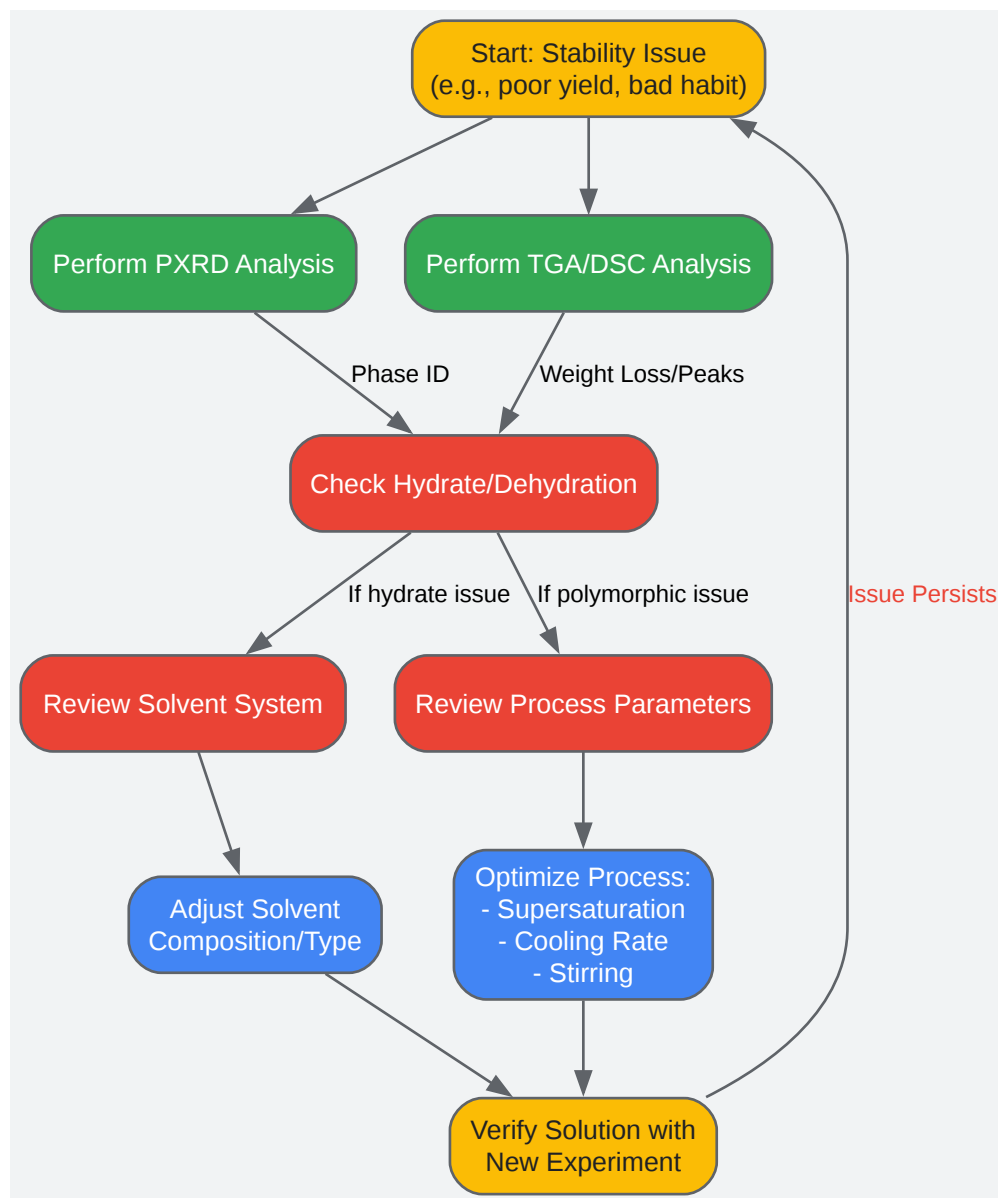 Start: Stability Issue
(e.g., poor yield, bad habit)
Perform PXRD Analysis
Perform TGA/DSC Analysis
Phase ID
Weight Loss/Peaks
Check Hydrate/Dehydration
If hydrate issue
If polymorphic issue
Issue Persists
Review Solvent System
Review Process Parameters
Adjust Solvent
Composition/Type
Optimize Process:
- Supersaturation
- Cooling Rate
- Stirring
Verify Solution with
New Experiment